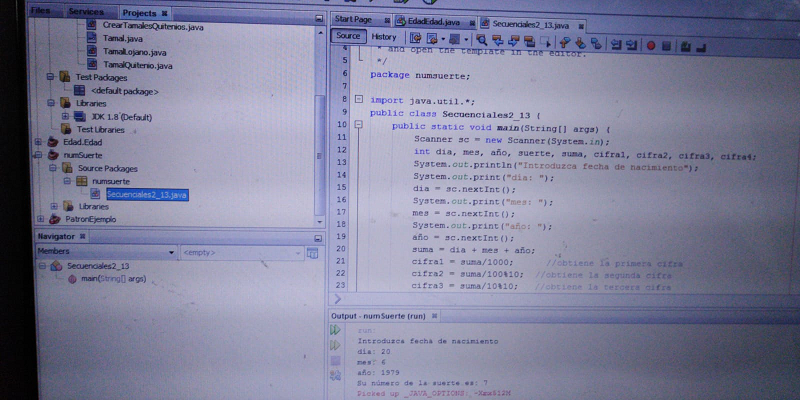 Files
Services
Projects
CrearTamalesQuitenios.java
Tamal.java
TamalLojano.java
TamalQuitenio.java
Test Packages
<default package>
Libraries
JDK 1.8 (Default)
Test Libraries
Edad.Edad
numSuerte
Source Packages
numsuerte
Secuenciales2_13.java
Libraries
PatronEjemplo
Navigator
Members
<empty>
Secuenciales2_13
main(String[] args)
Start Page
EdadEdad.java
Secuenciales2_13.java
Source
History
4 * and open the template in the editor.
5 */
6 package numsuerte;
7
8 import java.util.*;
9 public class Secuenciales2_13 {
10 public static void main(String[] args) {
11 Scanner sc = new Scanner(System.in);
12 int dia, mes, año, suerte, suma, cifra1, cifra2, cifra3, cifra4;
13 System.out.println("Introduzca fecha de nacimiento");
14 System.out.print("día: ");
15 dia = sc.nextInt();
16 System.out.print("mes: ");
17 mes = sc.nextInt();
18 System.out.print("año: ");
19 año = sc.nextInt();
20 suma = dia + mes + año;
21 cifra1 = suma/1000; //obtiene la primera cifra
22 cifra2 = suma/100%10; //obtiene la segunda cifra
23 cifra3 = suma/10%10; //obtiene la tercera cifra
Output - numSuerte (run)
run:
Introduzca fecha de nacimiento
día: 20
mes: 6
año: 1979
Su número de la suerte es: 7
Picked up _JAVA_OPTIONS: -Xmx512M